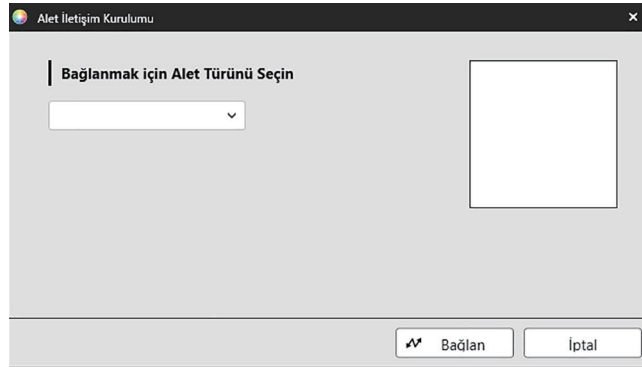 Alet İletişim Kurulumu
Bağlanmak için Alet Türünü Seçin
Bağlan
İptal